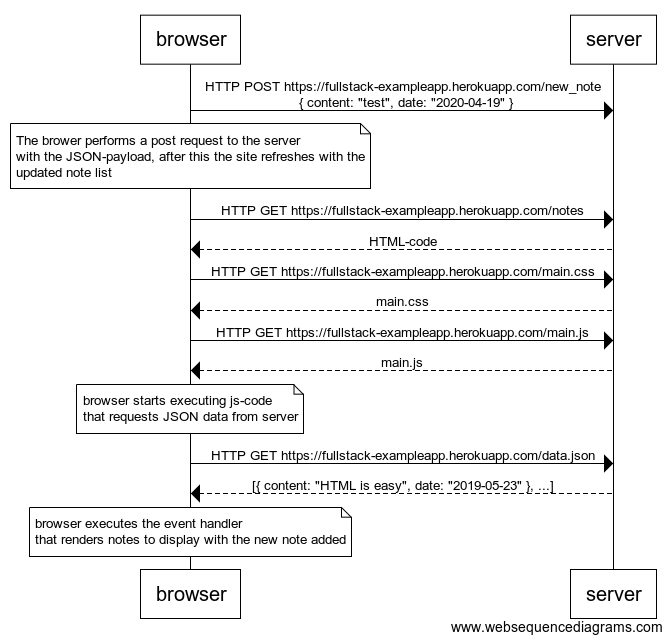 browser
server
HTTP POST https://fullstack-exampleapp.herokuapp.com/new_note
{ content: "test", date: "2020-04-19" }
The brower performs a post request to the server
with the JSON-payload, after this the site refreshes with the
updated note list
HTTP GET https://fullstack-exampleapp.herokuapp.com/notes
HTML-code
HTTP GET https://fullstack-exampleapp.herokuapp.com/main.css
main.css
HTTP GET https://fullstack-exampleapp.herokuapp.com/main.js
main.js
browser starts executing js-code
that requests JSON data from server
HTTP GET https://fullstack-exampleapp.herokuapp.com/data.json
[{ content: "HTML is easy", date: "2019-05-23" }, ...]
browser executes the event handler
that renders notes to display with the new note added
browser
server
www.websequencediagrams.com